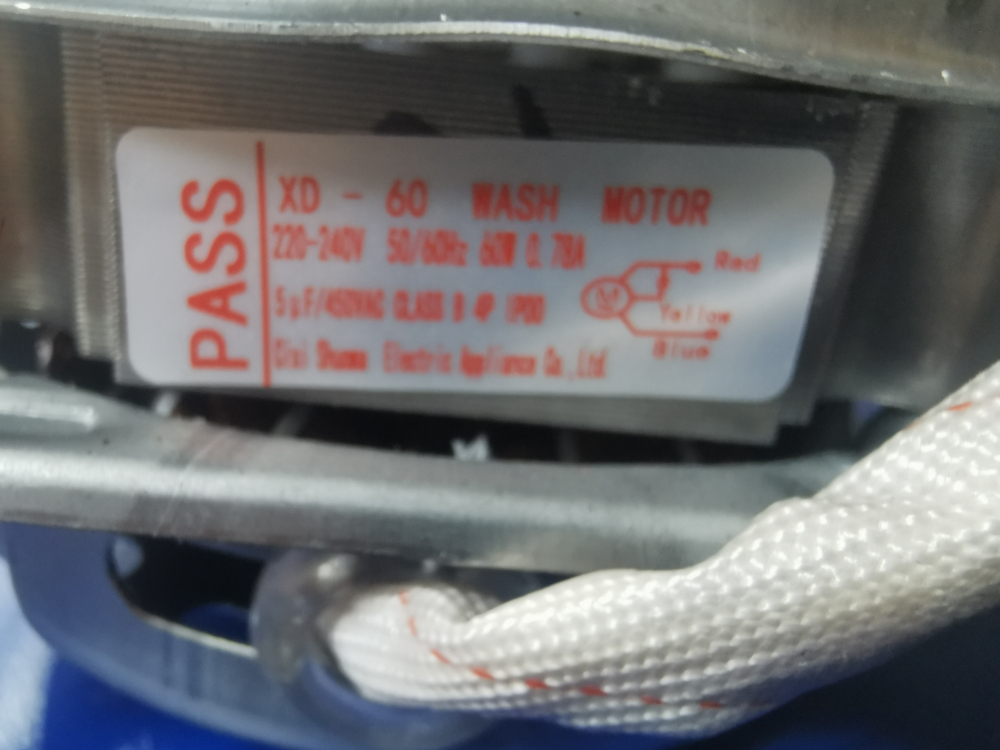 PASS
XD - 60 WASH MOTOR
220-240V 50/60Hz 60W 0.78A
5μF/450VAC CLASS B 4P IP00
Electric Appliance Co.,Ltd.
M
Red
Yellow
Blue